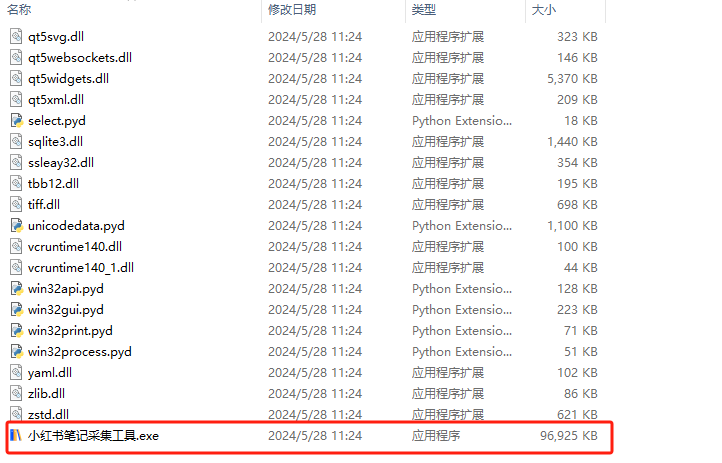 名称 修改日期 类型 大小
qt5svg.dll 2024/5/28 11:24 应用程序扩展 323 KB
qt5websockets.dll 2024/5/28 11:24 应用程序扩展 146 KB
qt5widgets.dll 2024/5/28 11:24 应用程序扩展 5,370 KB
qt5xml.dll 2024/5/28 11:24 应用程序扩展 209 KB
select.pyd 2024/5/28 11:24 Python Extensio... 18 KB
sqlite3.dll 2024/5/28 11:24 应用程序扩展 1,440 KB
ssleay32.dll 2024/5/28 11:24 应用程序扩展 354 KB
tbb12.dll 2024/5/28 11:24 应用程序扩展 195 KB
tiff.dll 2024/5/28 11:24 应用程序扩展 698 KB
unicodedata.pyd 2024/5/28 11:24 Python Extensio... 1,100 KB
vcruntime140.dll 2024/5/28 11:24 应用程序扩展 100 KB
vcruntime140_1.dll 2024/5/28 11:24 应用程序扩展 44 KB
win32api.pyd 2024/5/28 11:24 Python Extensio... 128 KB
win32gui.pyd 2024/5/28 11:24 Python Extensio... 223 KB
win32print.pyd 2024/5/28 11:24 Python Extensio... 71 KB
win32process.pyd 2024/5/28 11:24 Python Extensio... 51 KB
yaml.dll 2024/5/28 11:24 应用程序扩展 102 KB
zlib.dll 2024/5/28 11:24 应用程序扩展 86 KB
zstd.dll 2024/5/28 11:24 应用程序扩展 621 KB
小红书笔记采集工具.exe 2024/5/28 11:24 应用程序 96,925 KB